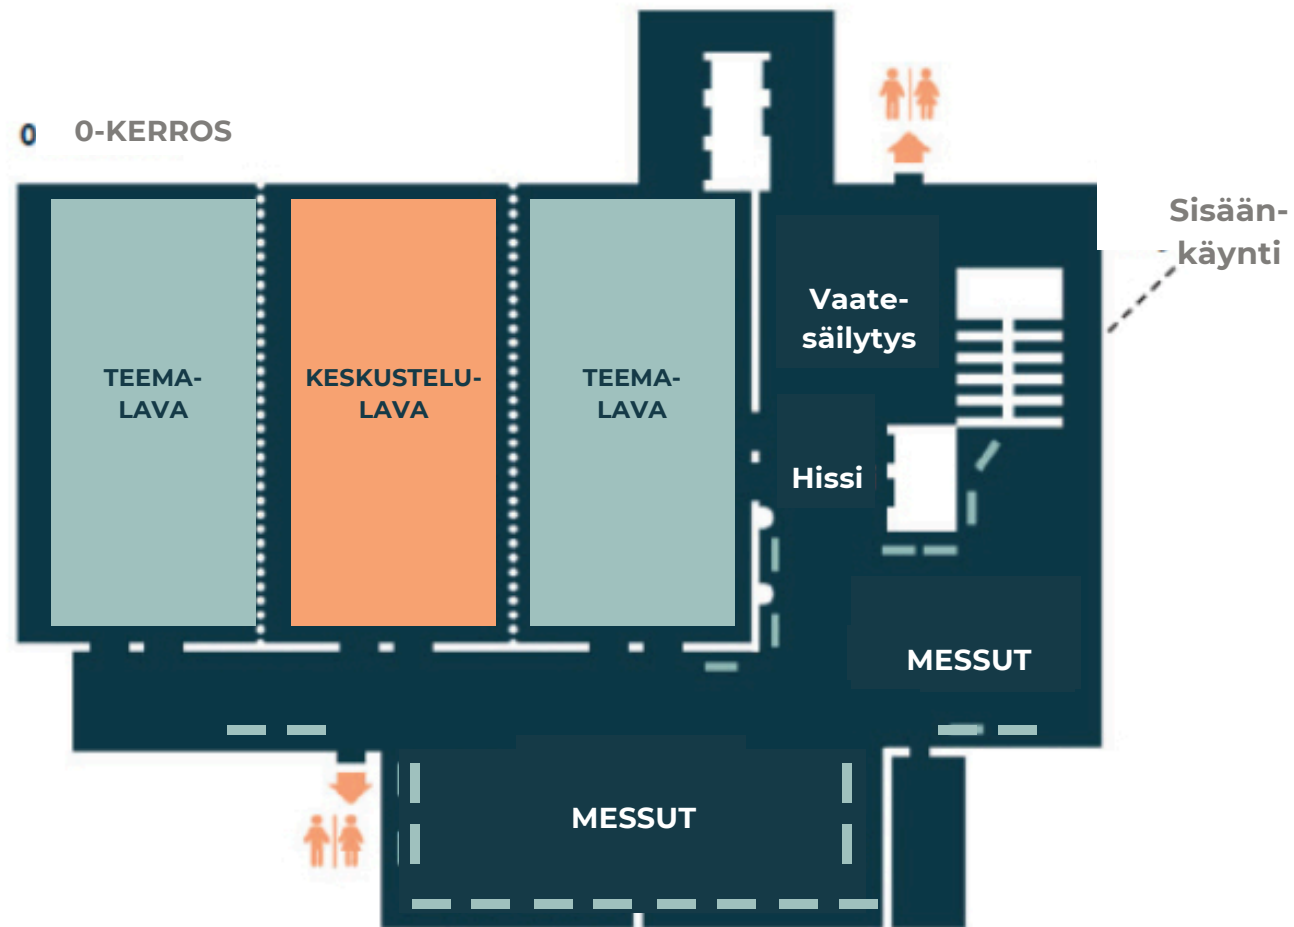 0 0-KERROS
Sisään-
käynti
Vaate-
säilytys
TEEMA-
LAVA
KESKUSTELU-
LAVA
TEEMA-
LAVA
Hissi
MESSUT
MESSUT